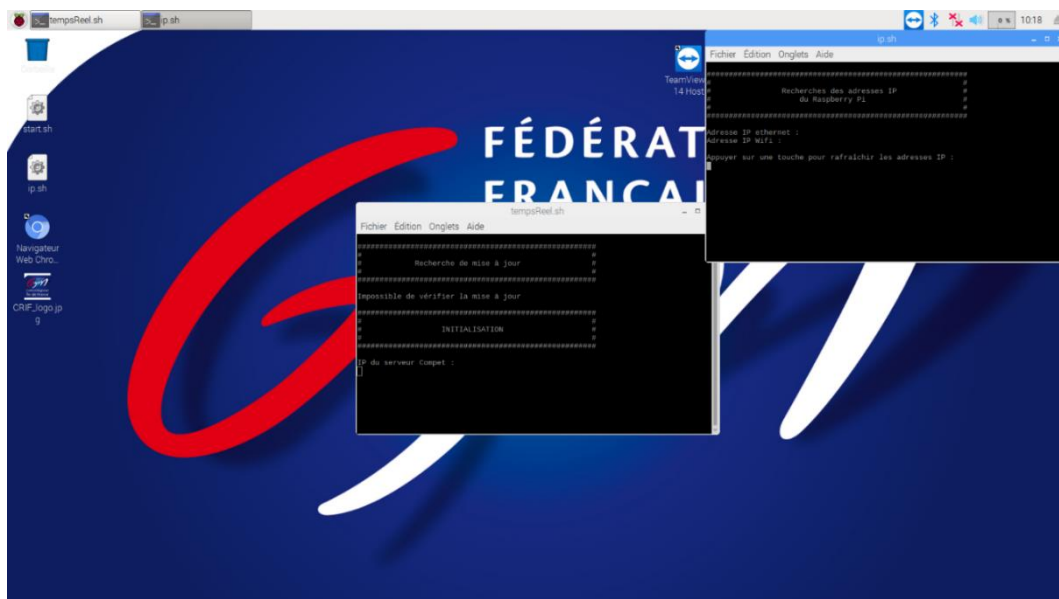 tempsReel.sh
ip.sh
0 %
10:18
start.sh
ip.sh
Navigateur
Web Chro...
CRIF_logo.jp
g
TeamView
14 Host
FÉDÉRAT
FRANÇAI
ip.sh
Fichier Édition Onglets Aide
############################################################
# #
# Recherches des adresses IP #
# du Raspberry Pi #
# #
############################################################
Adresse IP ethernet :
Adresse IP Wifi :
Appuyer sur une touche pour rafraîchir les adresses IP :
tempsReel.sh
Fichier Édition Onglets Aide
#######################################################
# #
# Recherche de mise à jour #
# #
#######################################################
Impossible de vérifier la mise à jour
#######################################################
# #
# INITIALISATION #
# #
#######################################################
IP du serveur Compet :